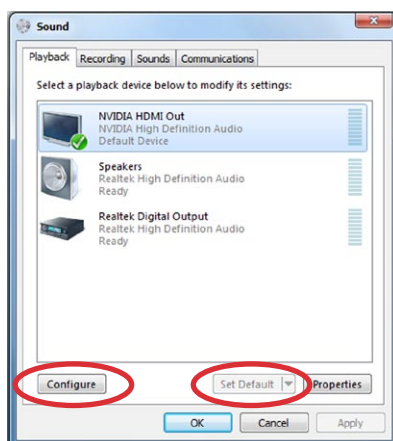 Sound
Playback Recording Sounds Communications
Select a playback device below to modify its settings:
NVIDIA HDMI Out
NVIDIA High Definition Audio
Default Device
Speakers
Realtek High Definition Audio
Ready
Realtek Digital Output
Realtek High Definition Audio
Ready
Configure Set Default Properties
OK Cancel Apply